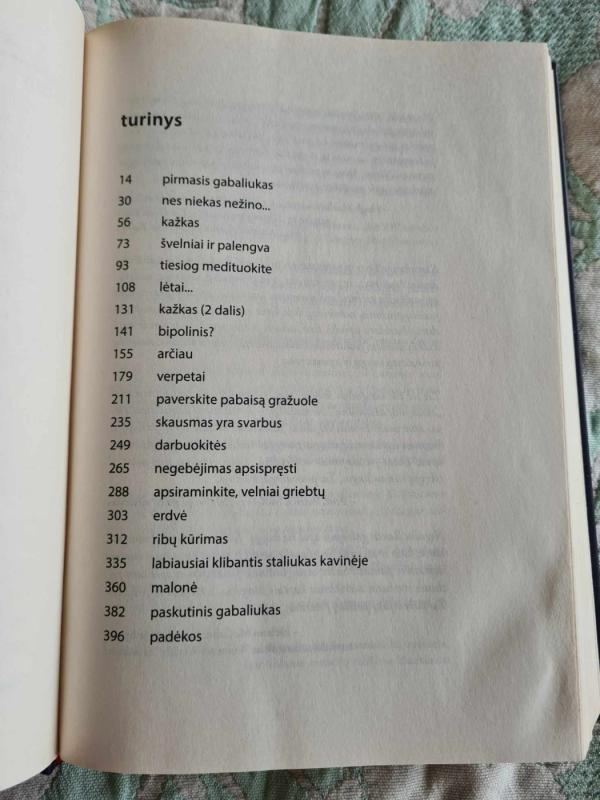 turinys
14 pirmasis gabaliukas
30 nes niekas nežino...
56 kažkas
73 švelniai ir palengva
93 tiesiog medituokite
108 lėtai...
131 kažkas (2 dalis)
141 bipolinis?
155 arčiau
179 verpetai
211 paverskite pabaisą gražuole
235 skausmas yra svarbus
249 darbuokitės
265 negebėjimas apsispręsti
288 apsiraminkite, velniai griebtų
303 erdvė
312 ribų kūrimas
335 labiausiai klibantis staliukas kavinėje
360 malonė
382 paskutinis gabaliukas
396 padėkos